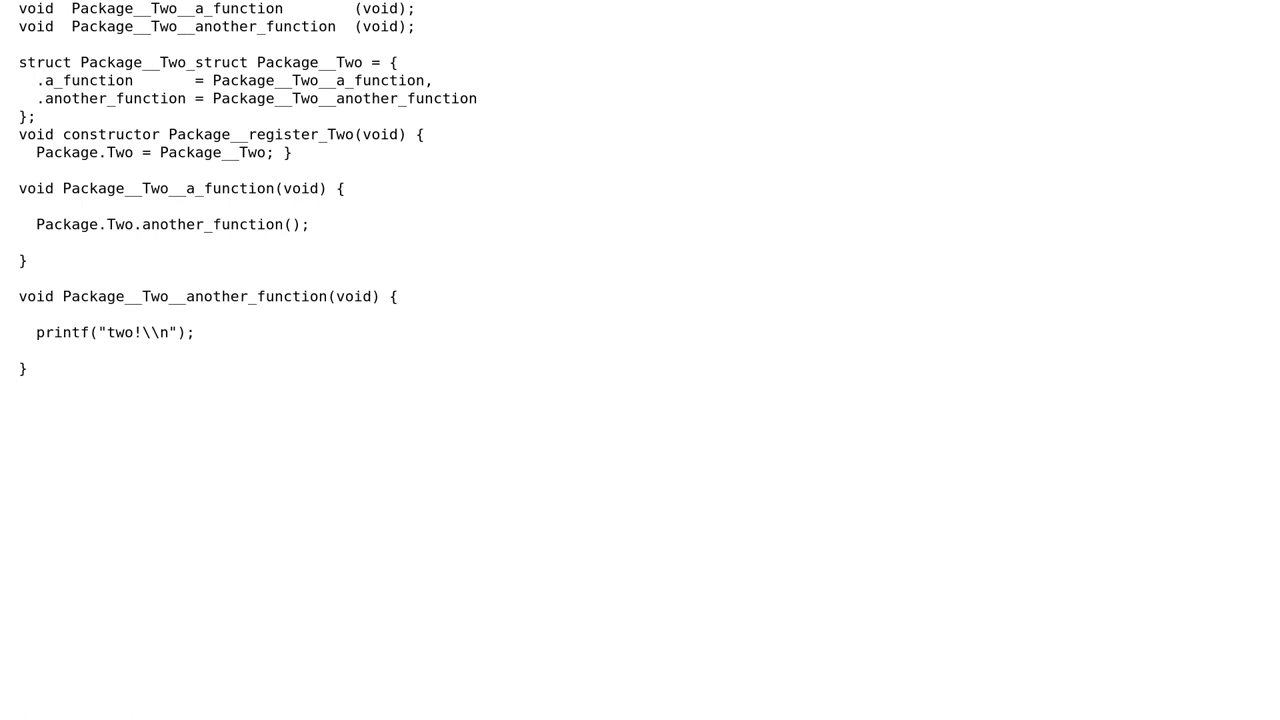 void  Package__Two__a_function        (void);
void  Package__Two__another_function  (void);

struct Package__Two_struct Package__Two = {
  .a_function       = Package__Two__a_function,
  .another_function = Package__Two__another_function
};
void constructor Package__register_Two(void) {
  Package.Two = Package__Two; }

void Package__Two__a_function(void) {

  Package.Two.another_function();

}

void Package__Two__another_function(void) {

  printf("two!\\n");

}